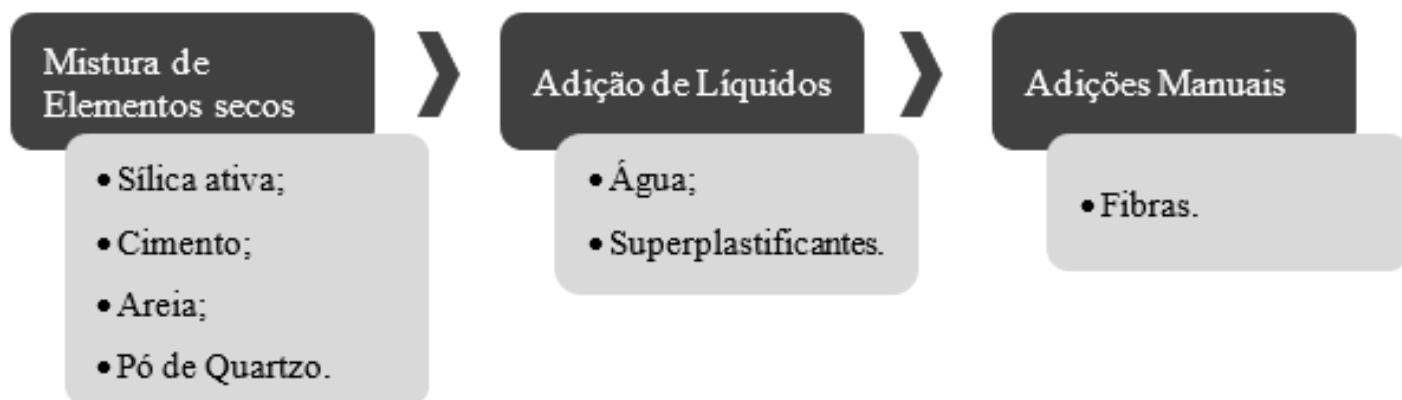 Mistura de
Elementos secos
• Sílica ativa;
• Cimento;
• Areia;
• Pó de Quartzo.
Adição de Líquidos
• Água;
• Superplastificantes.
Adições Manuais
• Fibras.